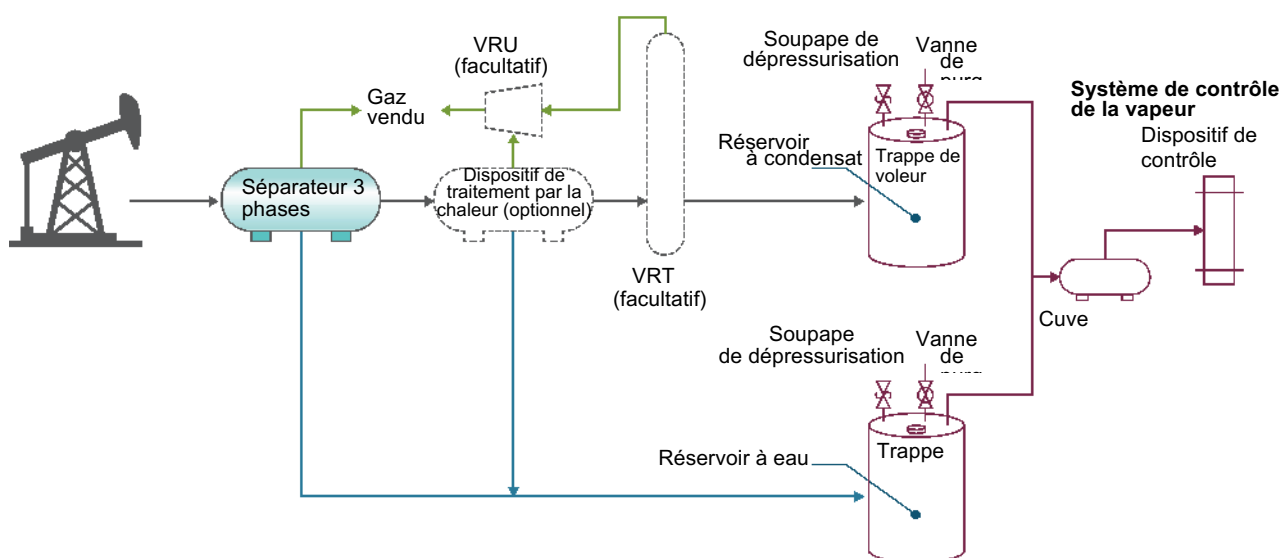 VRU
(facultatif)
Gaz
vendu
Séparateur 3
phases
Dispositif de
traitement par la
chaleur (optionnel)
VRT
(facultatif)
Soupape de
dépressurisation
Vanne
de
Réservoir
à condensat
Trappe de
voleur
Système de contrôle
de la vapeur
Dispositif de
contrôle
Cuve
Soupape
de dépressurisation
Vanne
de
Trappe
Réservoir à eau